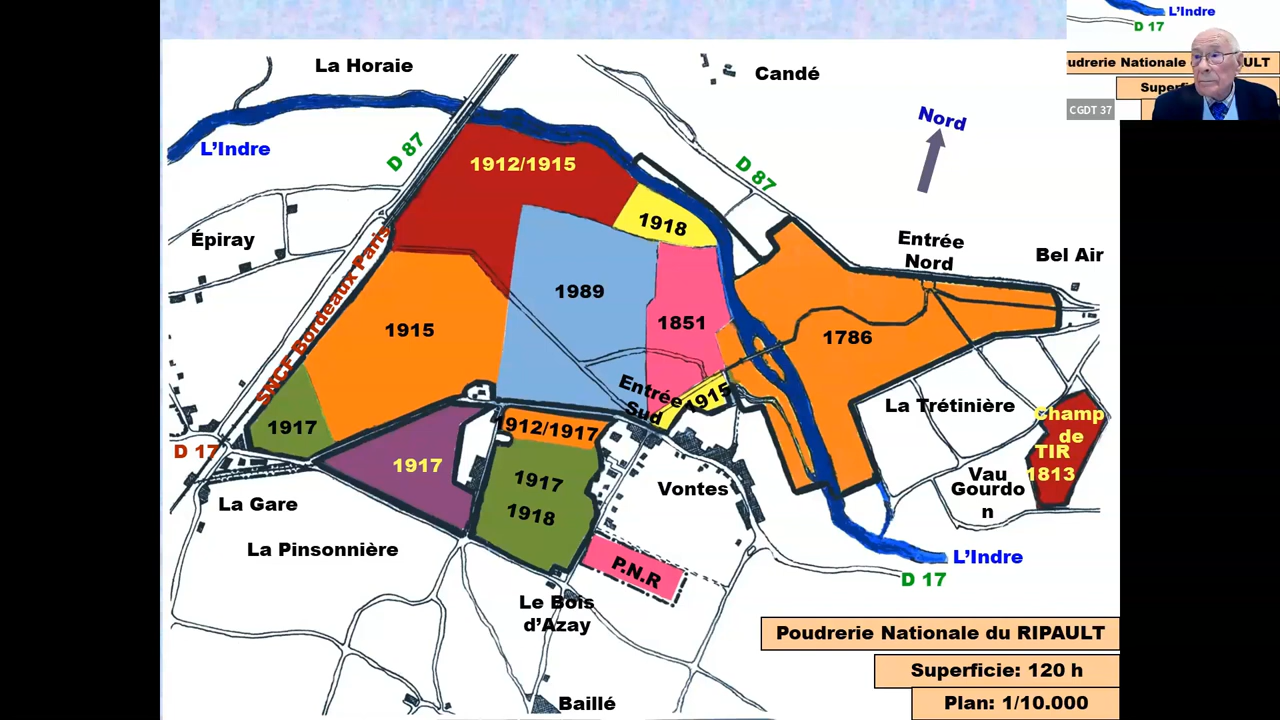 La Horaie
Candé
L'Indre
D 17
udrerie Nationale
ULT
Superfi
CGDT 37
Nord
L'Indre
D 87
1912/1915
D 87
1918
Épiray
Entrée
Nord
Bel Air
SNCF Bordeaux Paris
1989
1915
1851
1786
Entrée
Sud
1915
La Trétinière
Champ
de
TIR
1813
1917
1912/1917
D 17
1917
Vau
Gourdo
n
1917
1918
Vontes
La Gare
La Pinsonnière
L'Indre
D 17
P.N.R
Le Bois
d'Azay
Poudrerie Nationale du RIPAULT
Superficie: 120 h
Plan: 1/10.000
Baillé